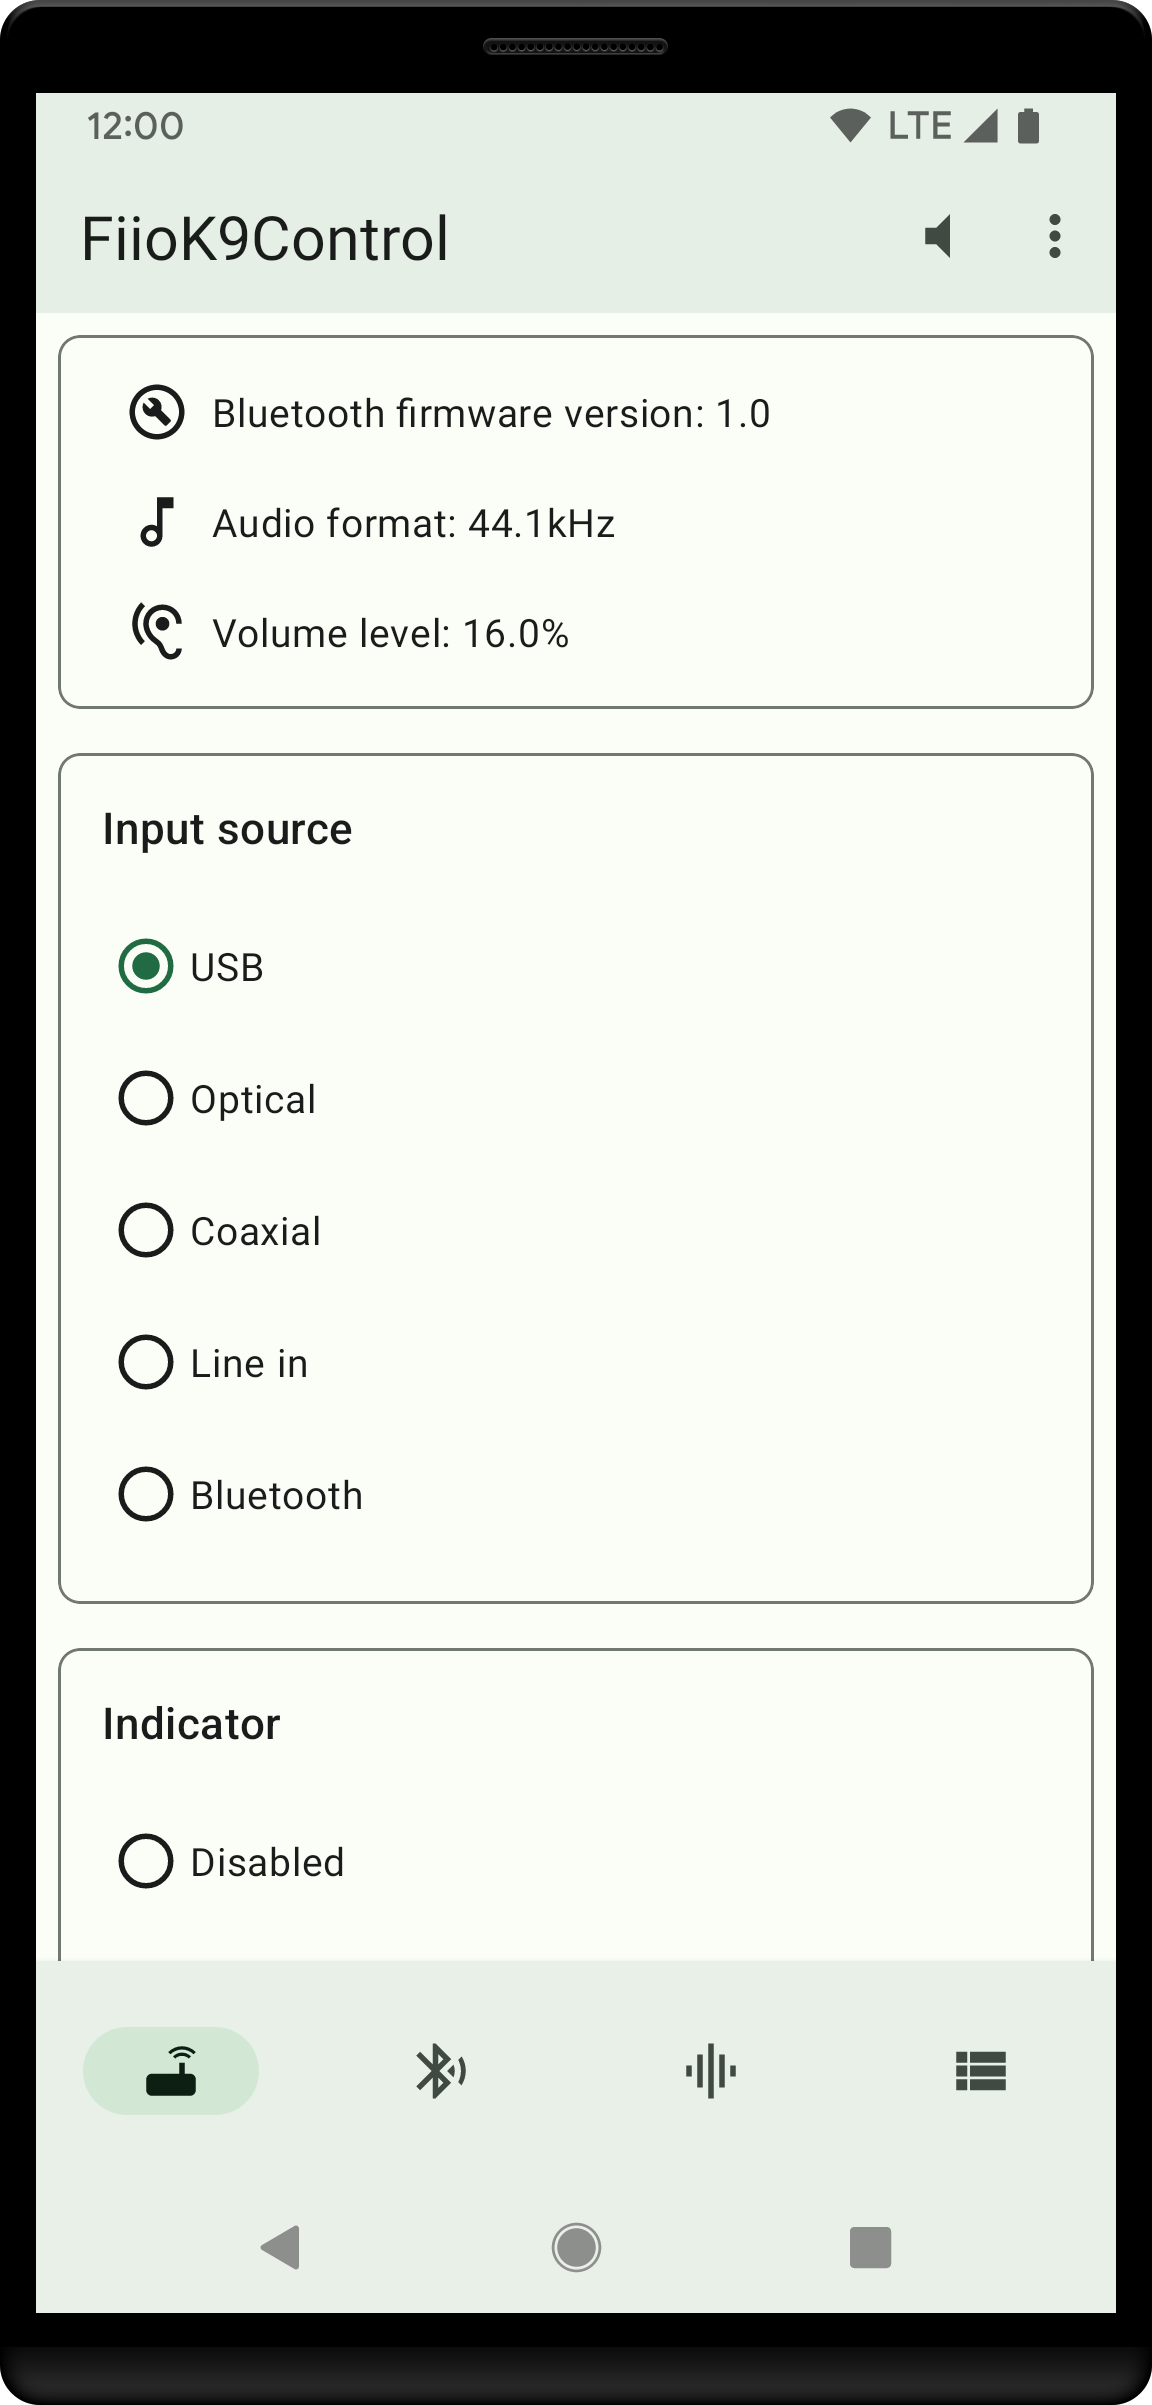 12:00
LTE
FiioK9Control
Bluetooth firmware version: 1.0
Audio format: 44.1kHz
Volume level: 16.0%
Input source
USB
Optical
Coaxial
Line in
Bluetooth
Indicator
Disabled